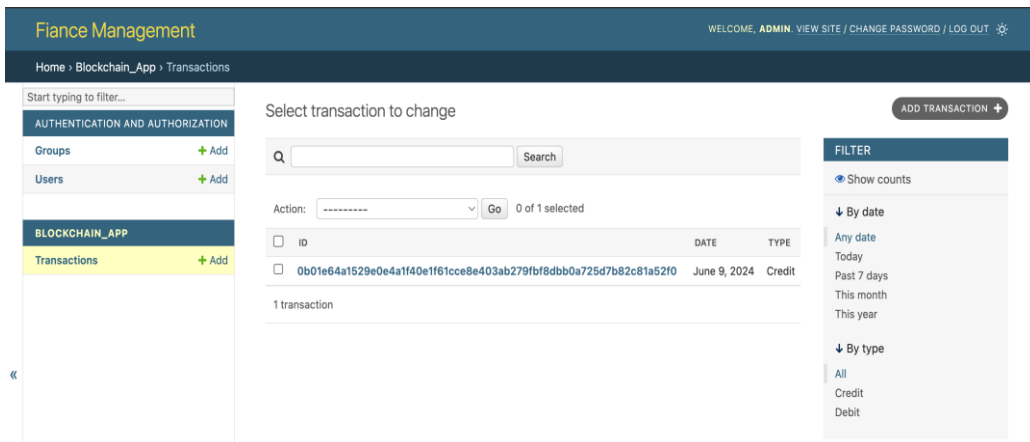 Fiance Management
WELCOME, ADMIN. VIEW SITE / CHANGE PASSWORD / LOG OUT
Home › Blockchain_App › Transactions
Start typing to filter...
AUTHENTICATION AND AUTHORIZATION
Groups + Add
Users + Add
BLOCKCHAIN_APP
Transactions + Add
«
Select transaction to change
ADD TRANSACTION +
Search
Action: --------- Go 0 of 1 selected
ID DATE TYPE
0b01e64a1529e0e4a1f40e1f61cce8e403ab279fbf8dbb0a725d7b82c81a52f0 June 9, 2024 Credit
1 transaction
FILTER
Show counts
↓ By date
Any date
Today
Past 7 days
This month
This year
↓ By type
All
Credit
Debit